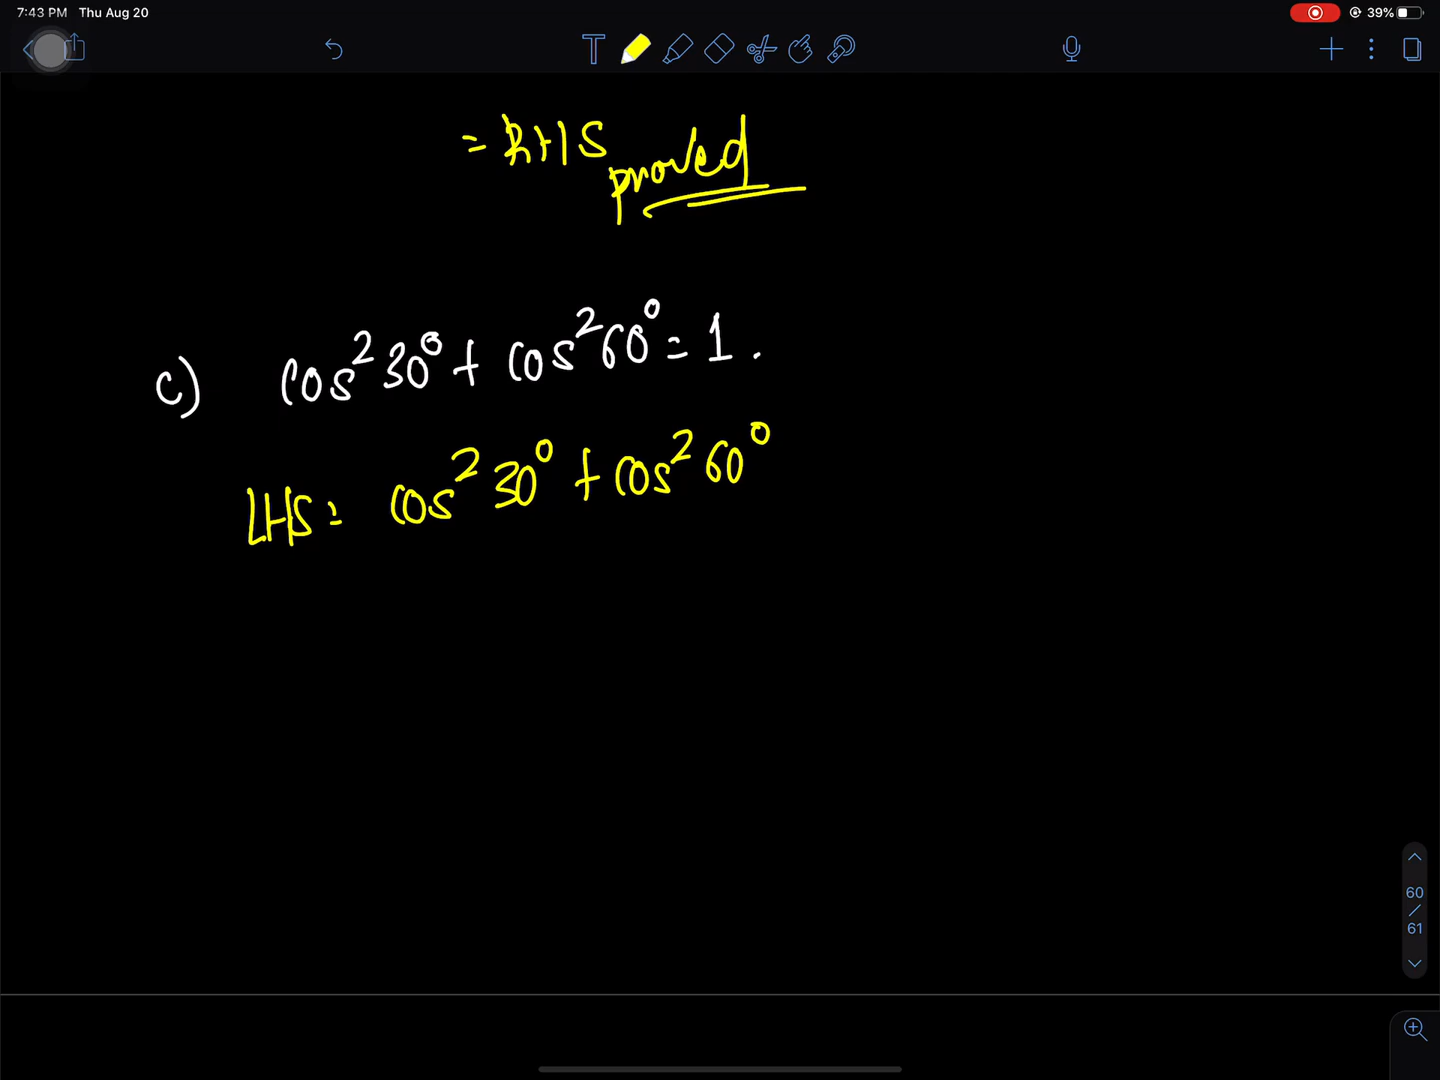 7:43 PM Thu Aug 20
39%
= RHS
proved
c) cos²30° + cos²60° = 1.
LHS = cos²30° + cos²60°
60
/
61